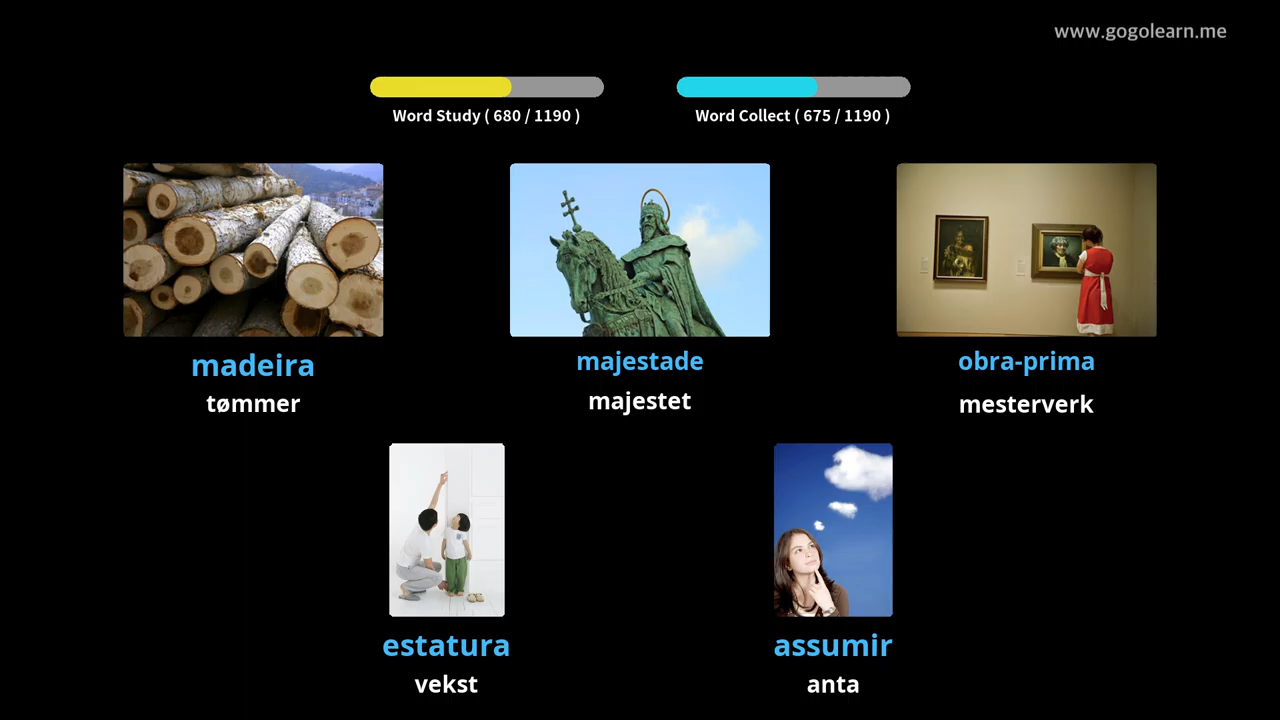 www.gogolearn.me
Word Study ( 680 / 1190 )
Word Collect ( 675 / 1190 )
madeira
tømmer
majestade
majestet
obra-prima
mesterverk
estatura
vekst
assumir
anta